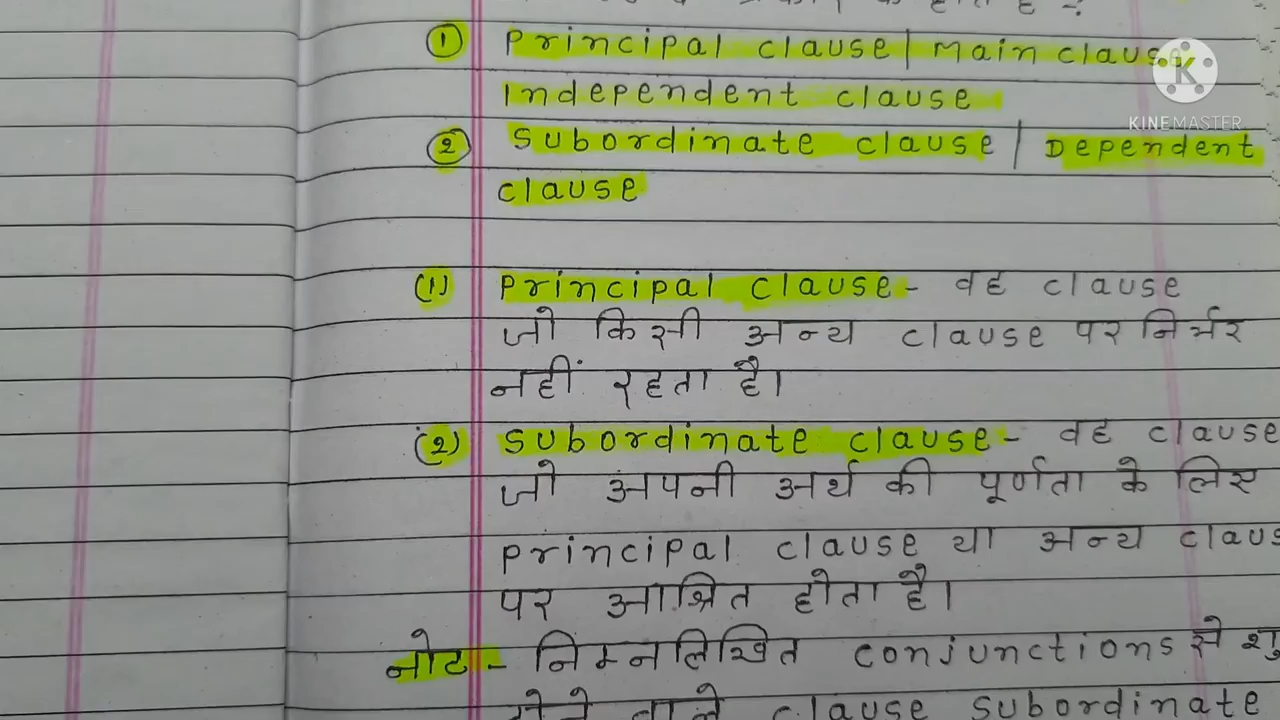 ① Principal clause | Main clause
Independent clause
② Subordinate clause | Dependent
clause
(1) Principal clause - वह clause
जो किसी अन्य clause पर निर्भर
नहीं रहता है।
(2) Subordinate clause - वह clause
जो अपनी अर्थ की पूर्णता के लिए
principal clause या अन्य claus
पर आश्रित होता है।
नोट - निम्नलिखित conjunctions से शु
होने वाले clause subordinate
K
KINEMASTER